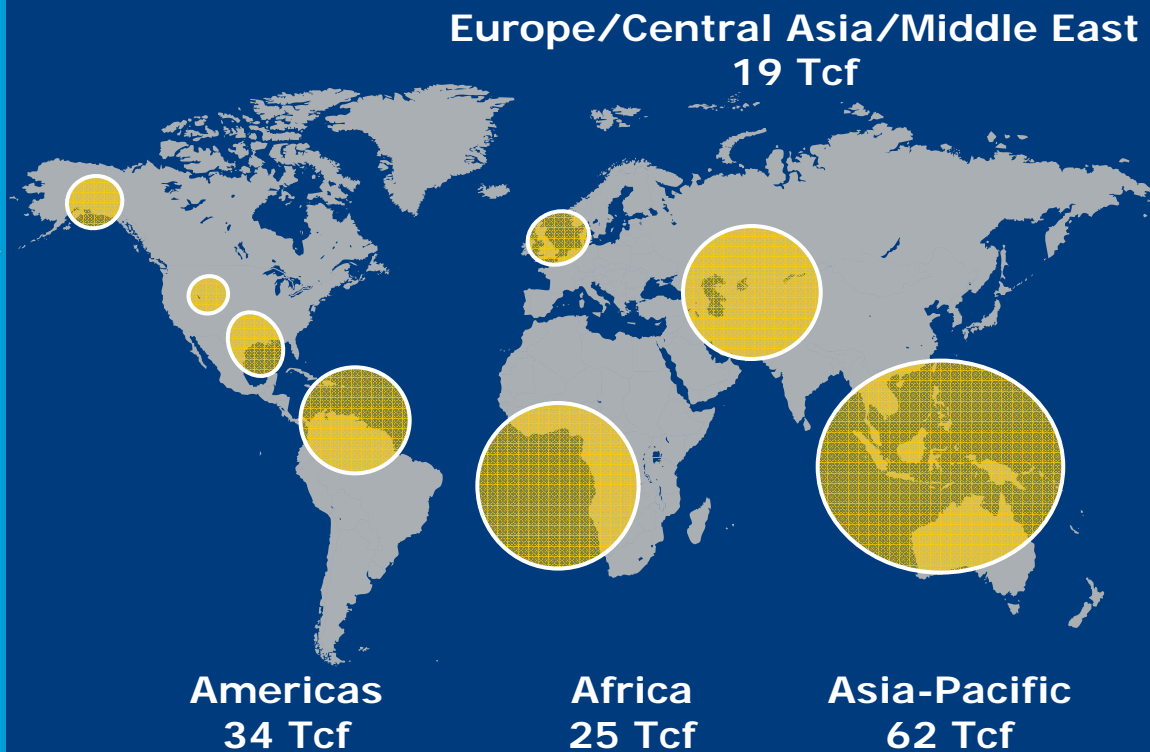 Europe/Central Asia/Middle East
19 Tcf
Americas
34 Tcf
Africa
25 Tcf
Asia-Pacific
62 Tcf